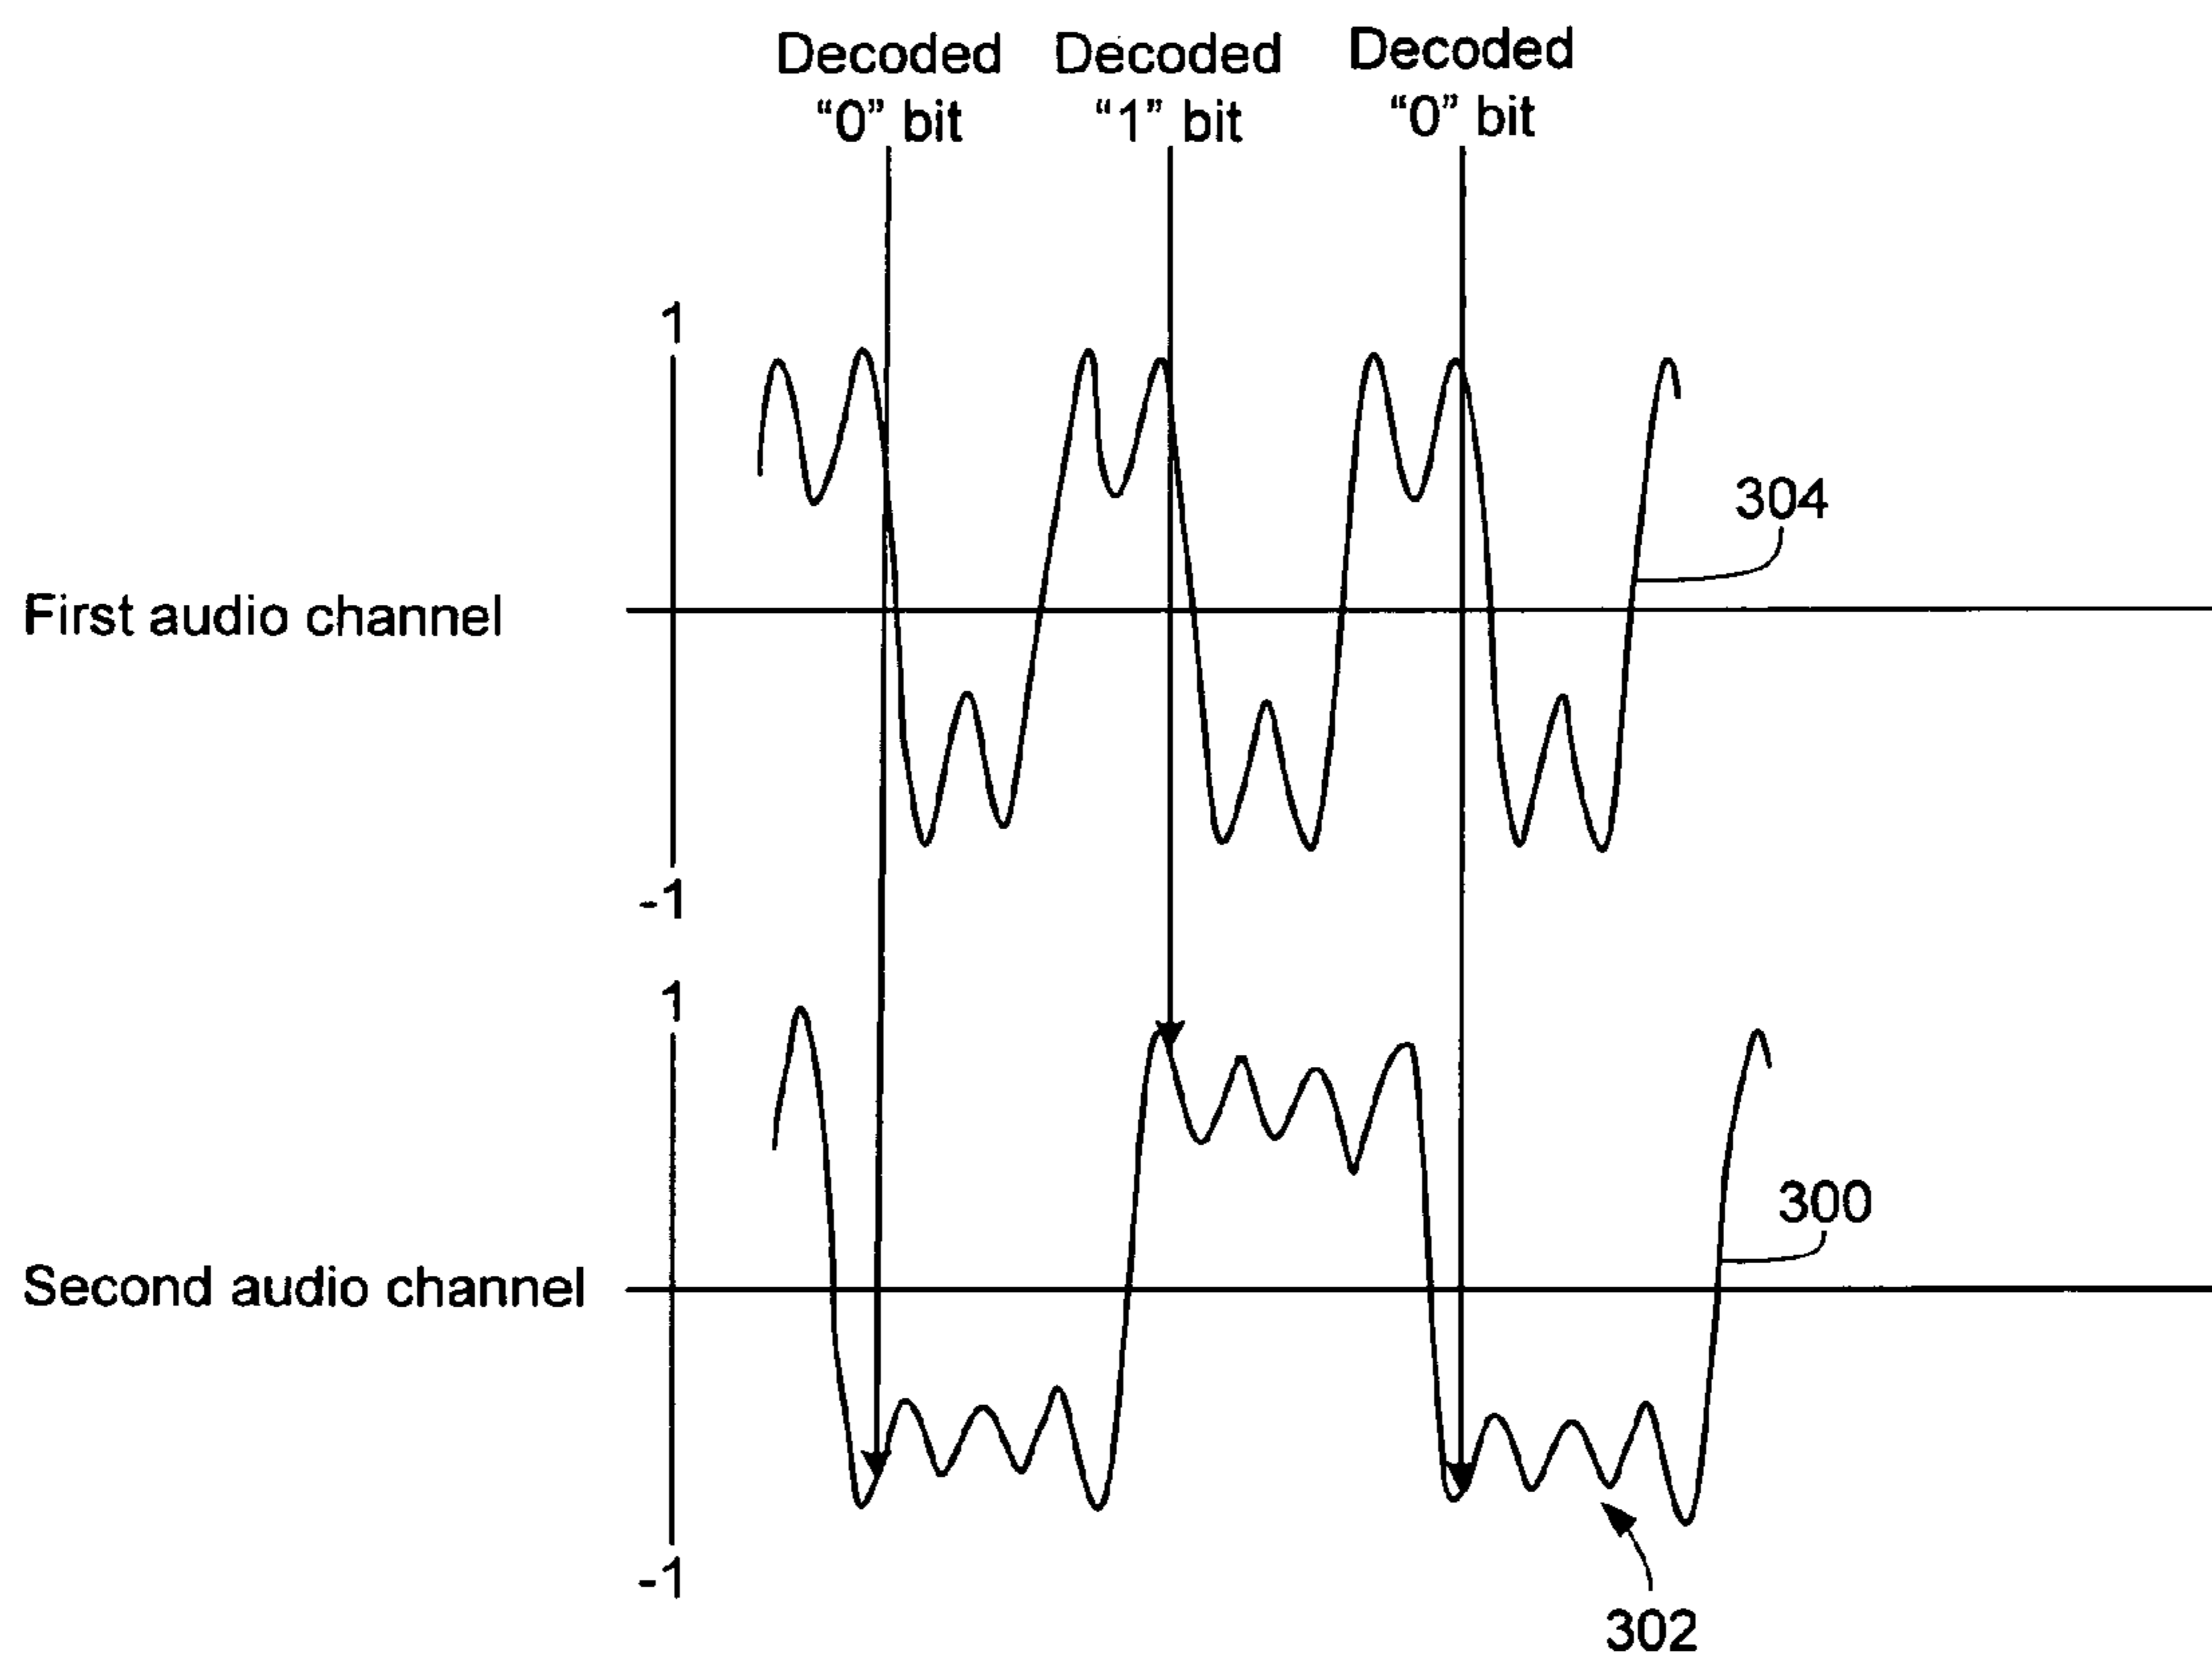 Decoded
“0” bit
Decoded
“1” bit
Decoded
“0” bit
1
304
First audio channel
-1
1
300
Second audio channel
-1
302